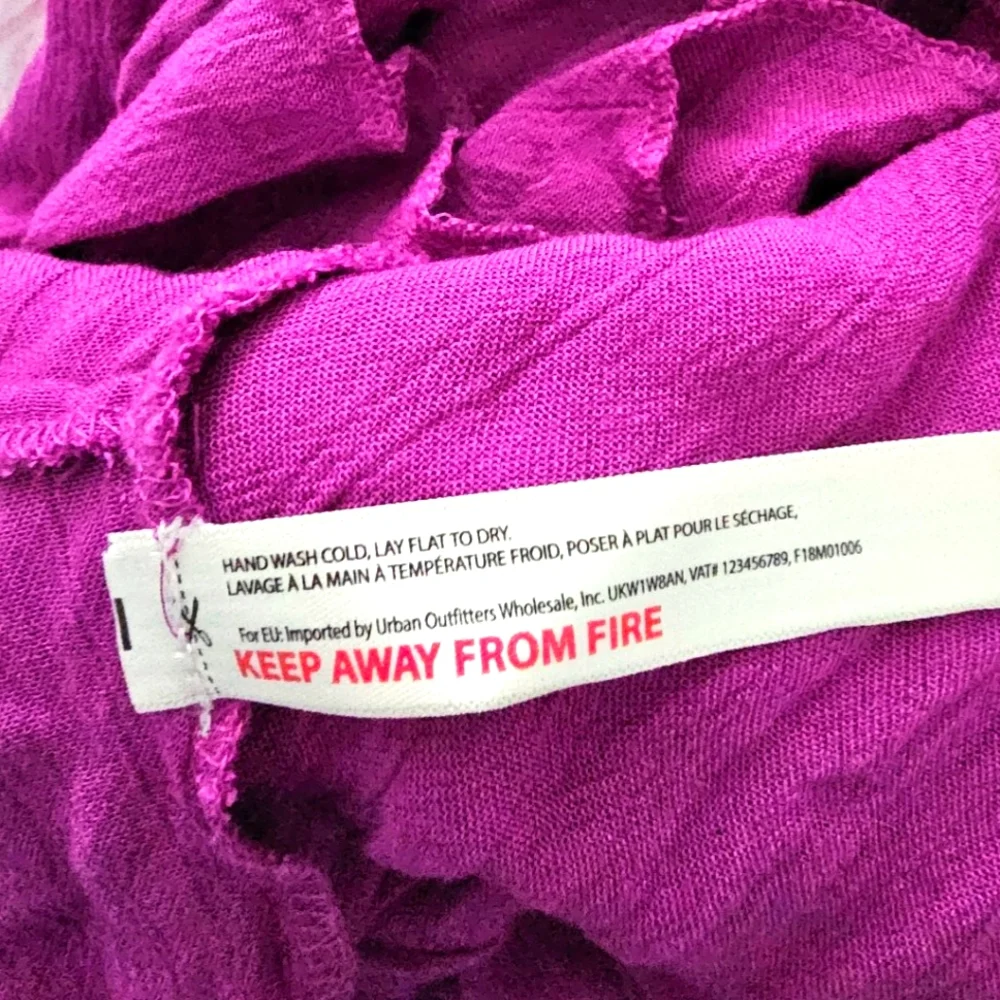 HAND WASH COLD, LAY FLAT TO DRY.
LAVAGE À LA MAIN À TEMPÉRATURE FROID, POSER À PLAT POUR LE SÉCHAGE,
For EU: Imported by Urban Outfitters Wholesale, Inc. UKW1W8AN, VAT# 123456789, F18M01006
KEEP AWAY FROM FIRE